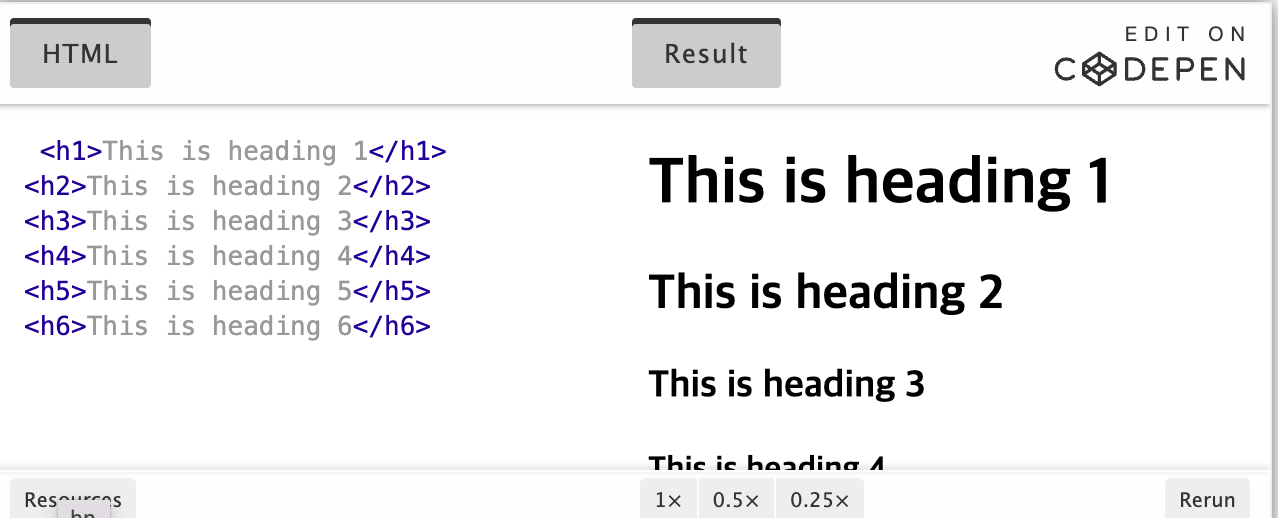 HTML
Result
EDIT ON
CODEPEN
<h1>This is heading 1</h1>
<h2>This is heading 2</h2>
<h3>This is heading 3</h3>
<h4>This is heading 4</h4>
<h5>This is heading 5</h5>
<h6>This is heading 6</h6>
This is heading 1
This is heading 2
This is heading 3
This is heading 4
Resources
1×
0.5×
0.25×
Rerun